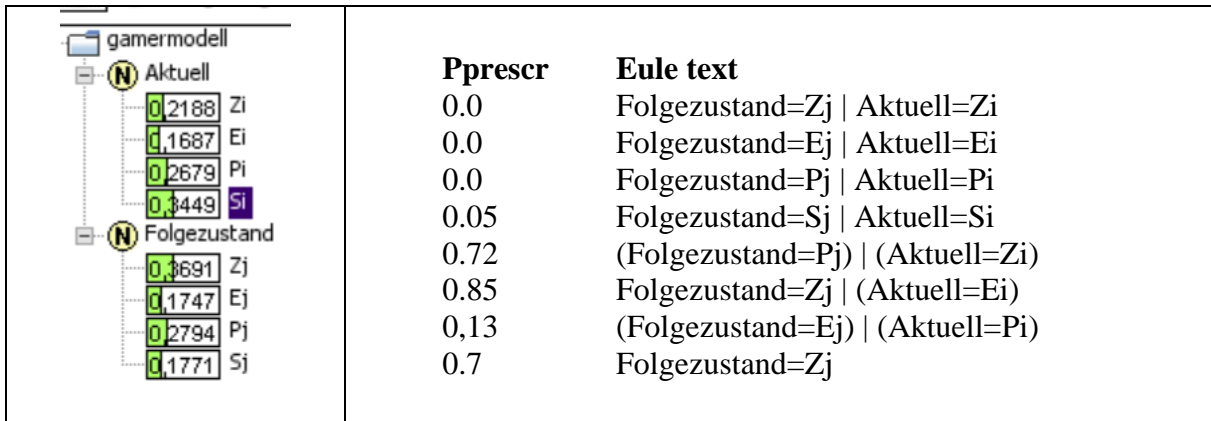 gamermodell
Aktuell
0,2188 Zi
0,1687 Ei
0,2679 Pi
0,3449 Si
Folgezustand
0,3691 Zj
0,1747 Ej
0,2794 Pj
0,1771 Sj
Pprescr Eule text
0.0 Folgezustand=Zj | Aktuell=Zi
0.0 Folgezustand=Ej | Aktuell=Ei
0.0 Folgezustand=Pj | Aktuell=Pi
0.05 Folgezustand=Sj | Aktuell=Si
0.72 (Folgezustand=Pj) | (Aktuell=Zi)
0.85 Folgezustand=Zj | (Aktuell=Ei)
0,13 (Folgezustand=Ej) | (Aktuell=Pi)
0.7 Folgezustand=Zj